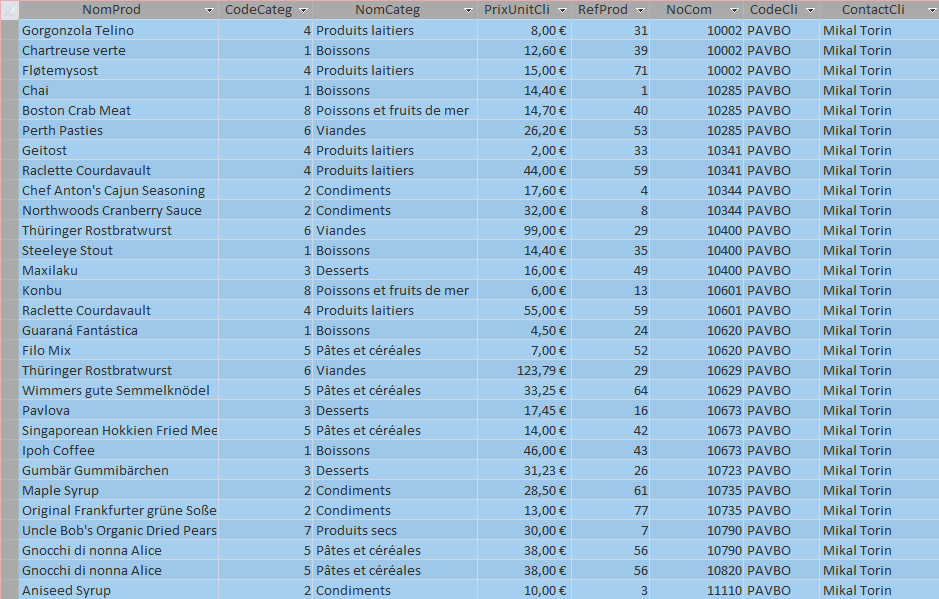 NomProd CodeCateg NomCateg PrixUnitCli RefProd NoCom CodeCli ContactCli
Gorgonzola Telino 4 Produits laitiers 8,00 € 31 10002 PAVBO Mikal Torin
Chartreuse verte 1 Boissons 12,60 € 39 10002 PAVBO Mikal Torin
Fløtemysost 4 Produits laitiers 15,00 € 71 10002 PAVBO Mikal Torin
Chai 1 Boissons 14,40 € 1 10285 PAVBO Mikal Torin
Boston Crab Meat 8 Poissons et fruits de mer 14,70 € 40 10285 PAVBO Mikal Torin
Perth Pasties 6 Viandes 26,20 € 53 10285 PAVBO Mikal Torin
Geitost 4 Produits laitiers 2,00 € 33 10341 PAVBO Mikal Torin
Raclette Courdavault 4 Produits laitiers 44,00 € 59 10341 PAVBO Mikal Torin
Chef Anton's Cajun Seasoning 2 Condiments 17,60 € 4 10344 PAVBO Mikal Torin
Northwoods Cranberry Sauce 2 Condiments 32,00 € 8 10344 PAVBO Mikal Torin
Thüringer Rostbratwurst 6 Viandes 99,00 € 29 10400 PAVBO Mikal Torin
Steeleye Stout 1 Boissons 14,40 € 35 10400 PAVBO Mikal Torin
Maxilaku 3 Desserts 16,00 € 49 10400 PAVBO Mikal Torin
Konbu 8 Poissons et fruits de mer 6,00 € 13 10601 PAVBO Mikal Torin
Raclette Courdavault 4 Produits laitiers 55,00 € 59 10601 PAVBO Mikal Torin
Guaraná Fantástica 1 Boissons 4,50 € 24 10620 PAVBO Mikal Torin
Filo Mix 5 Pâtes et céréales 7,00 € 52 10620 PAVBO Mikal Torin
Thüringer Rostbratwurst 6 Viandes 123,79 € 29 10629 PAVBO Mikal Torin
Wimmers gute Semmelknödel 5 Pâtes et céréales 33,25 € 64 10629 PAVBO Mikal Torin
Pavlova 3 Desserts 17,45 € 16 10673 PAVBO Mikal Torin
Singaporean Hokkien Fried Mee 5 Pâtes et céréales 14,00 € 42 10673 PAVBO Mikal Torin
Ipoh Coffee 1 Boissons 46,00 € 43 10673 PAVBO Mikal Torin
Gumbär Gummibärchen 3 Desserts 31,23 € 26 10723 PAVBO Mikal Torin
Maple Syrup 2 Condiments 28,50 € 61 10735 PAVBO Mikal Torin
Original Frankfurter grüne Soße 2 Condiments 13,00 € 77 10735 PAVBO Mikal Torin
Uncle Bob's Organic Dried Pears 7 Produits secs 30,00 € 7 10790 PAVBO Mikal Torin
Gnocchi di nonna Alice 5 Pâtes et céréales 38,00 € 56 10790 PAVBO Mikal Torin
Gnocchi di nonna Alice 5 Pâtes et céréales 38,00 € 56 10820 PAVBO Mikal Torin
Aniseed Syrup 2 Condiments 10,00 € 3 11110 PAVBO Mikal Torin